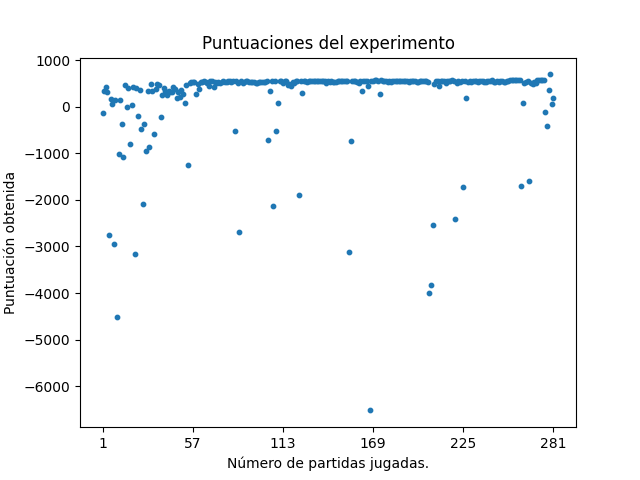 Puntuaciones del experimento
Puntuación obtenida
1000
0
−1000
−2000
−3000
−4000
−5000
−6000
1 57 113 169 225 281
Número de partidas jugadas.